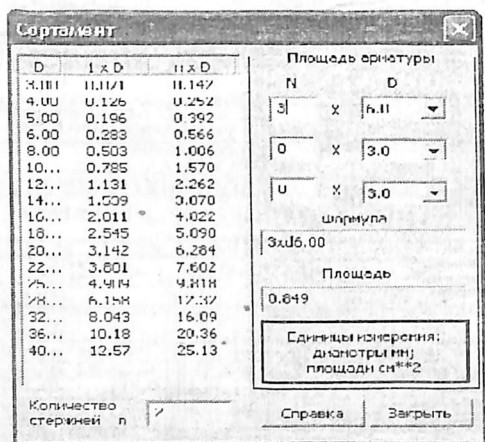 Сортамент
D 1 x D n x D
3.00 0.071 0.142
4.00 0.126 0.252
5.00 0.196 0.392
6.00 0.283 0.566
8.00 0.503 1.006
10... 0.785 1.570
12... 1.131 2.262
14... 1.539 3.078
16... 2.011 4.022
18... 2.545 5.090
20... 3.142 6.284
22... 3.801 7.602
25... 4.909 9.818
28... 6.158 12.32
32... 8.043 16.09
36... 10.18 20.36
40... 12.57 25.13
Количество
стержней n 2
Площадь арматуры
N D
3 x 6.0
0 x 3.0
0 x 3.0
Формула
3xd6.00
Площадь
0.849
Единицы измерения:
диаметры мм;
площади см**2
Справка Закрыть